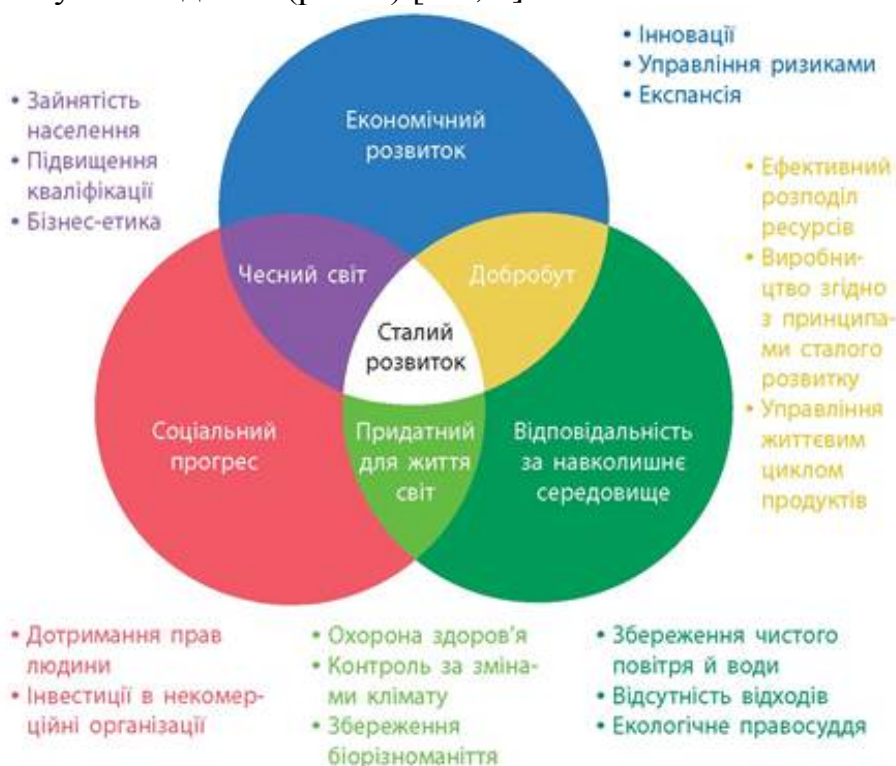 • Інновації
• Управління ризиками
• Експансія
• Зайнятість
населення
• Підвищення
кваліфікації
• Бізнес-етика
Економічний
розвиток
• Ефективний
розподіл
ресурсів
• Виробни-
цтво згідно
з принципа-
ми сталого
розвитку
• Управління
життєвим
циклом
продуктів
Чесний світ
Добробут
Сталий
розвиток
Соціальний
прогрес
Придатний
для життя
світ
Відповідальність
за навколишнє
середовище
• Дотримання прав
людини
• Інвестиції в некомер-
ційні організації
• Охорона здоров'я
• Контроль за зміна-
ми клімату
• Збереження
біорізноманіття
• Збереження чистого
повітря й води
• Відсутність відходів
• Екологічне правосуддя